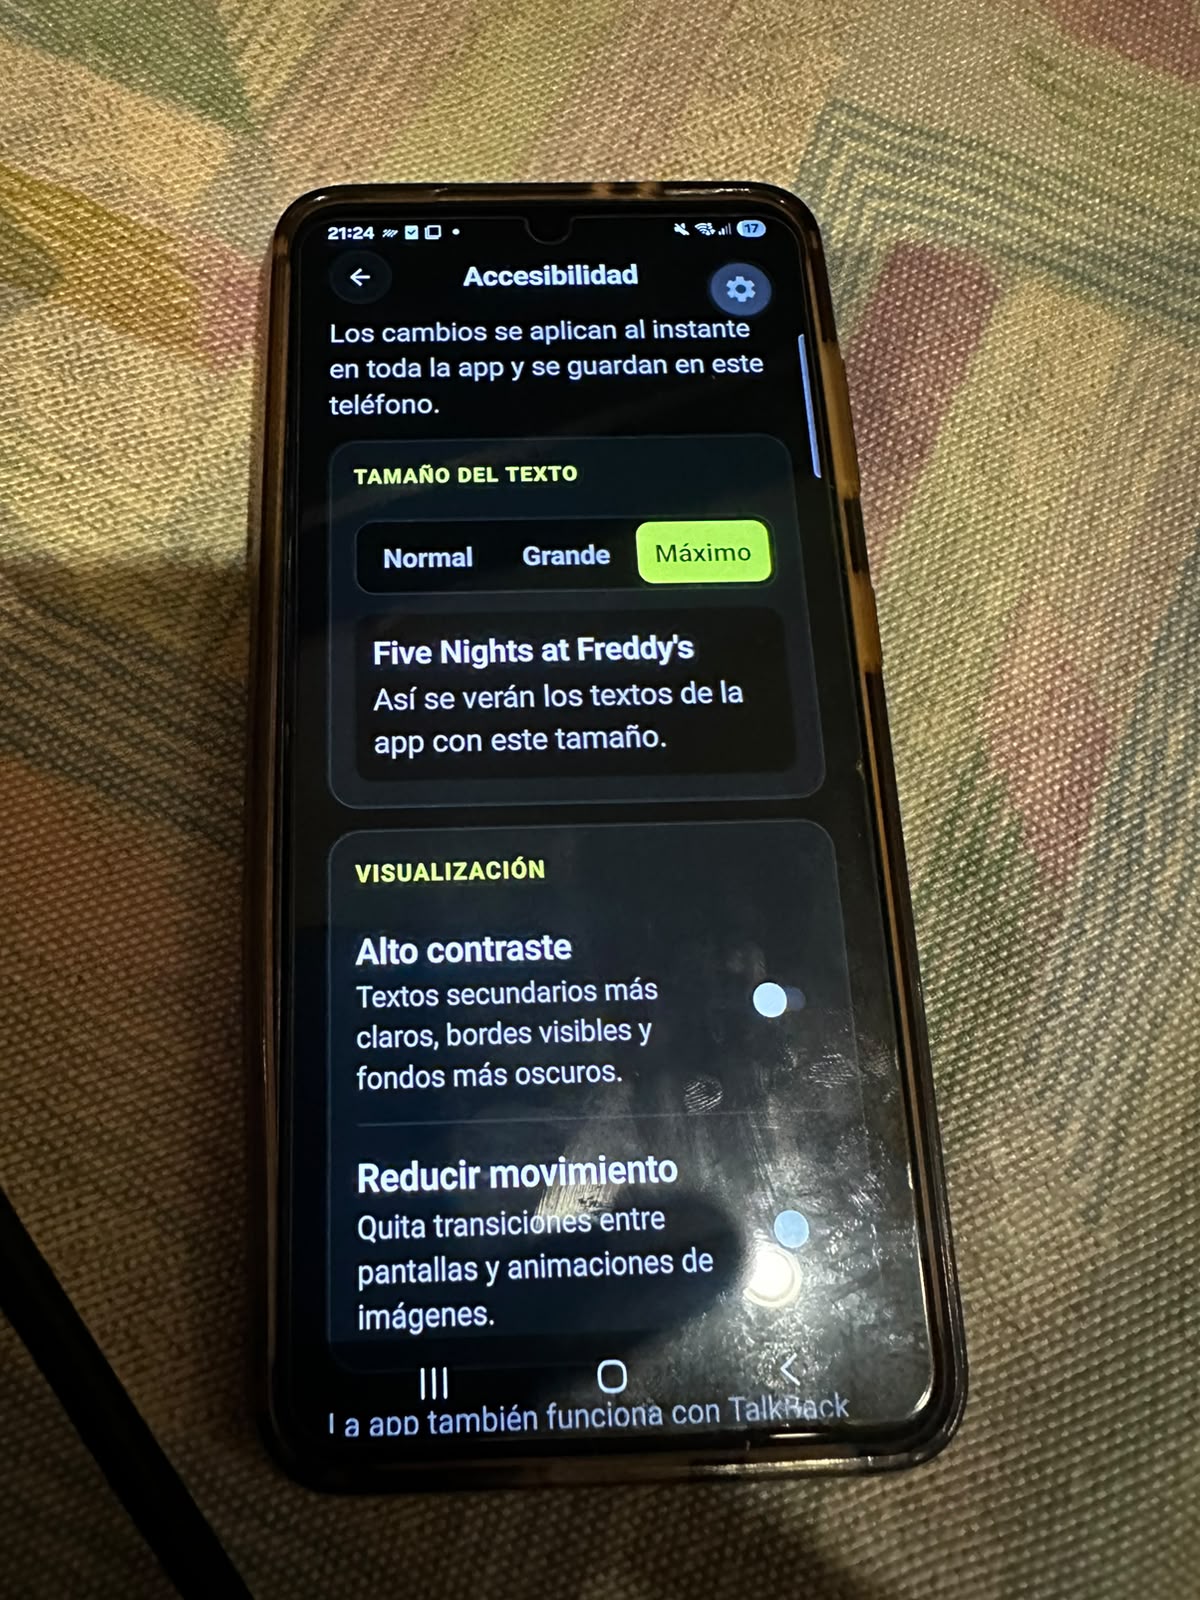 21:24
17
Accesibilidad
Los cambios se aplican al instante
en toda la app y se guardan en este
teléfono.
TAMAÑO DEL TEXTO
Normal Grande Máximo
Five Nights at Freddy's
Así se verán los textos de la
app con este tamaño.
VISUALIZACIÓN
Alto contraste
Textos secundarios más
claros, bordes visibles y
fondos más oscuros.
Reducir movimiento
Quita transiciones entre
pantallas y animaciones de
imágenes.
La app también funciona con TalkBack